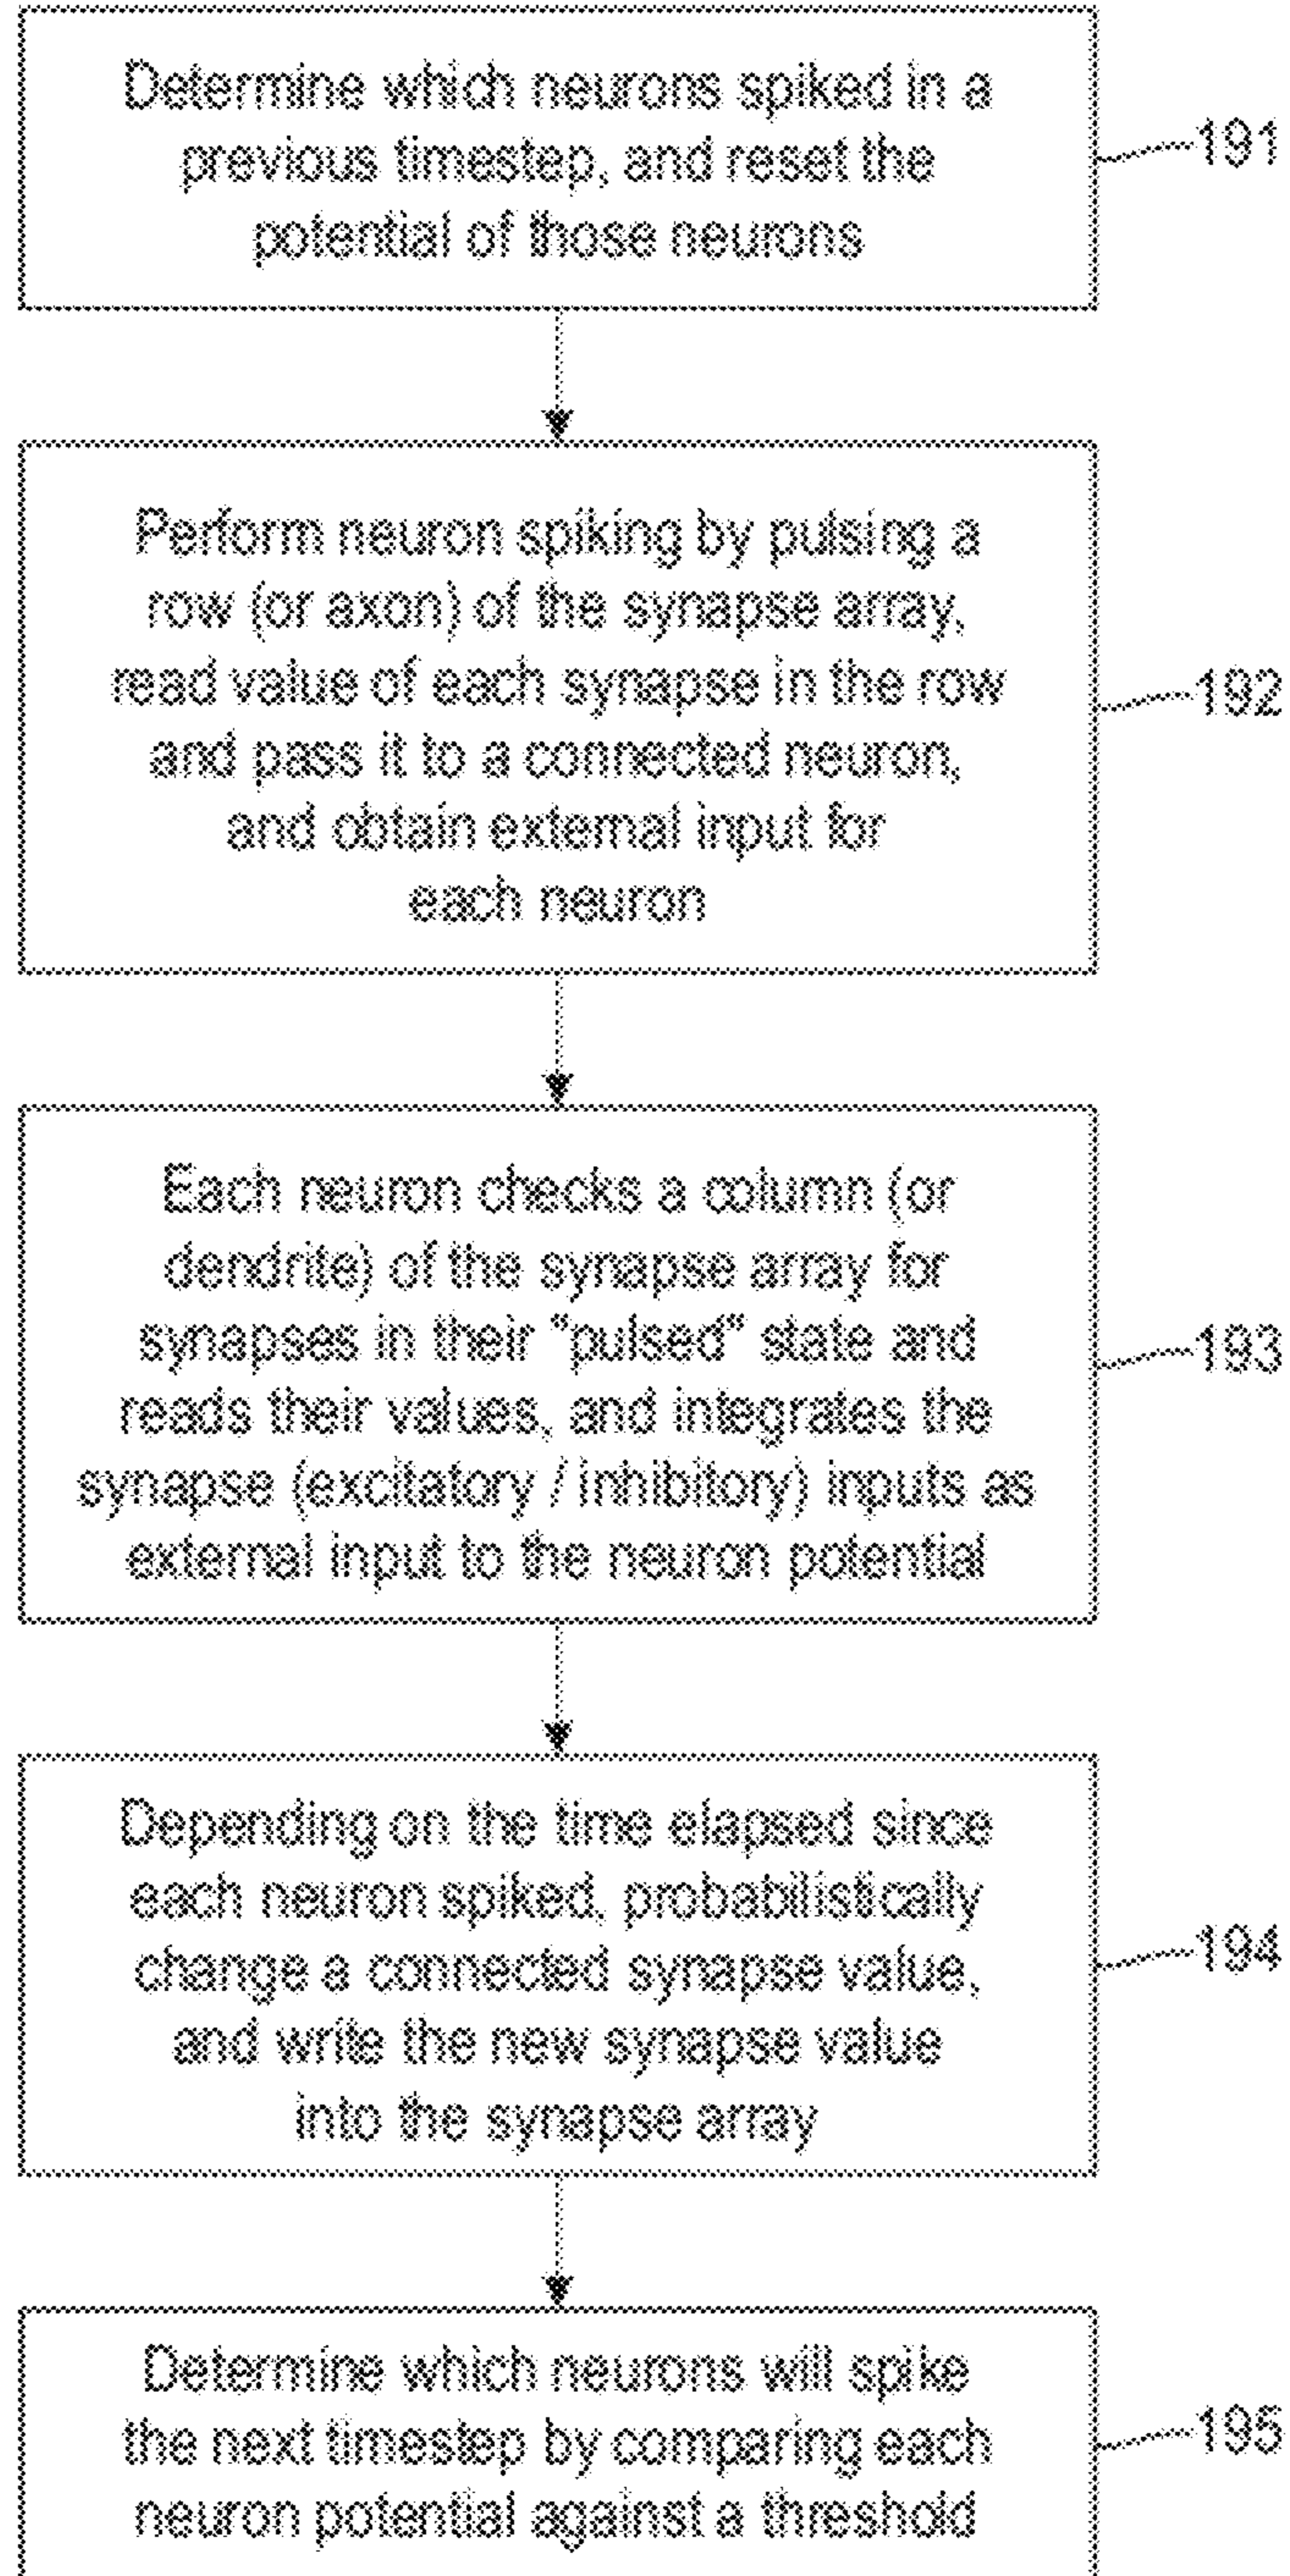 Determine which neurons spiked in a
previous timestep, and reset the
potential of those neurons
191
Perform neuron spiking by pulsing a
row (or axon) of the synapse array,
read value of each synapse in the row
and pass it to a connected neuron,
and obtain external input for
each neuron
192
Each neuron checks a column (or
dendrite) of the synapse array for
synapses in their "pulsed" state and
reads their values, and integrates the
synapse (excitatory / inhibitory) inputs as
external input to the neuron potential
193
Depending on the time elapsed since
each neuron spiked, probabilistically
change a connected synapse value,
and write the new synapse value
into the synapse array
194
Determine which neurons will spike
the next timestep by comparing each
neuron potential against a threshold
195